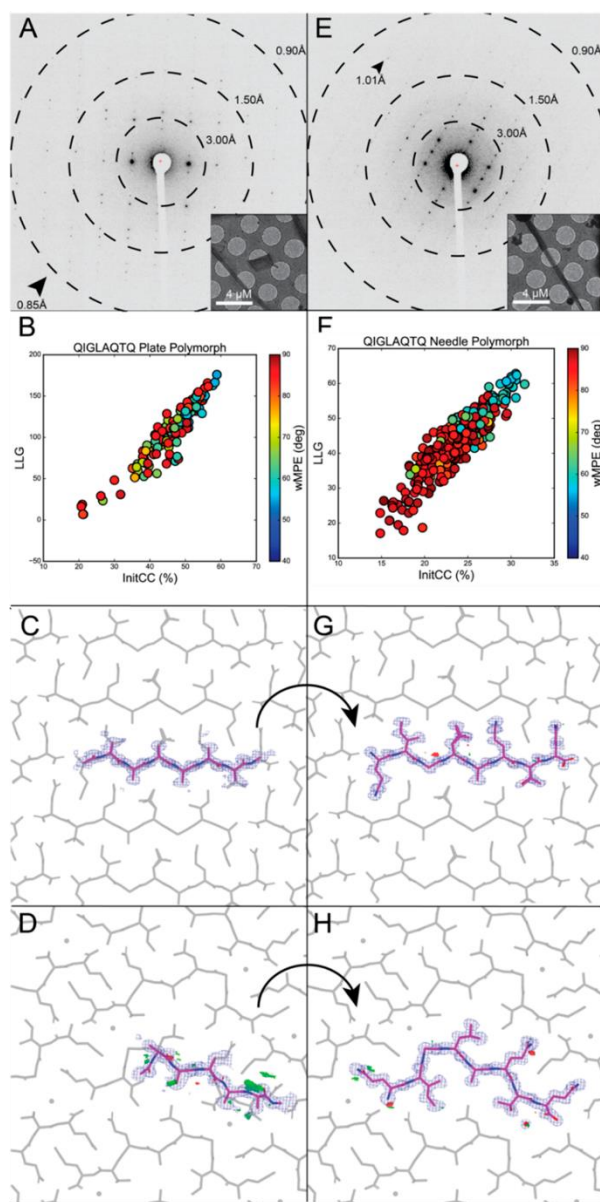 A
0.90Å
1.50Å
3.00Å
0.85Å
4 µM
E
0.90Å
1.01Å
1.50Å
3.00Å
4 µM
B
QIGLAQTQ Plate Polymorph
200
150
100
50
0
-50
10
20
30
40
50
60
70
LLG
InitCC (%)
90
80
70
60
50
40
wMPE (deg)
F
QIGLAQTQ Needle Polymorph
70
60
50
40
30
20
10
10
15
20
25
30
35
LLG
InitCC (%)
90
80
70
60
50
40
wMPE (deg)
C
G
D
H